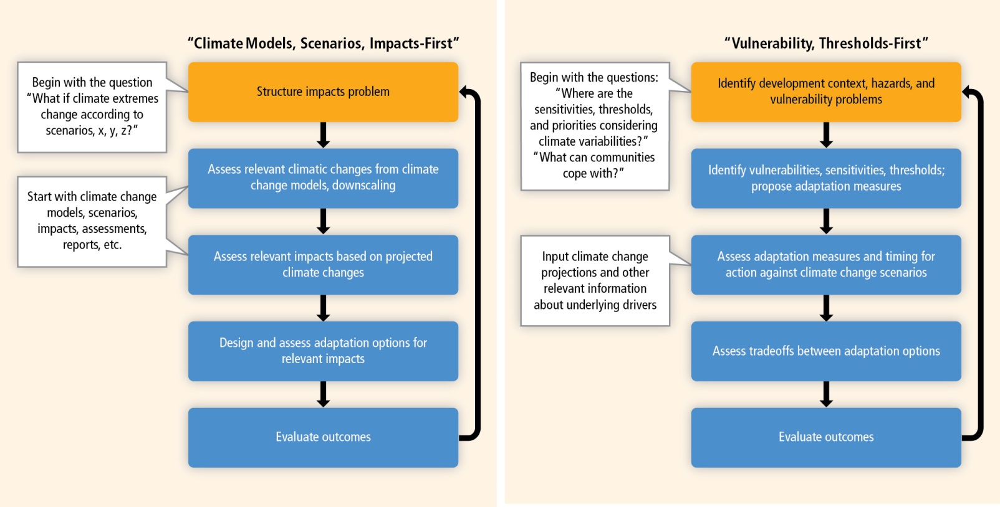 “Climate Models, Scenarios, Impacts-First”
Begin with the question
“What if climate extremes
change according to
scenarios, x, y, z?”
Structure impacts problem
Start with climate change
models, scenarios,
impacts, assessments,
reports, etc.
Assess relevant climatic changes from climate
change models, downscaling
Assess relevant impacts based on projected
climate changes
Design and assess adaptation options for
relevant impacts
Evaluate outcomes
“Vulnerability, Thresholds-First”
Begin with the questions:
“Where are the
sensitivities, thresholds,
and priorities considering
climate variabilities?”
“What can communities
cope with?”
Identify development context, hazards, and
vulnerability problems
Identify vulnerabilities, sensitivities, thresholds;
propose adaptation measures
Input climate change
projections and other
relevant information
about underlying drivers
Assess adaptation measures and timing for
action against climate change scenarios
Assess tradeoffs between adaptation options
Evaluate outcomes